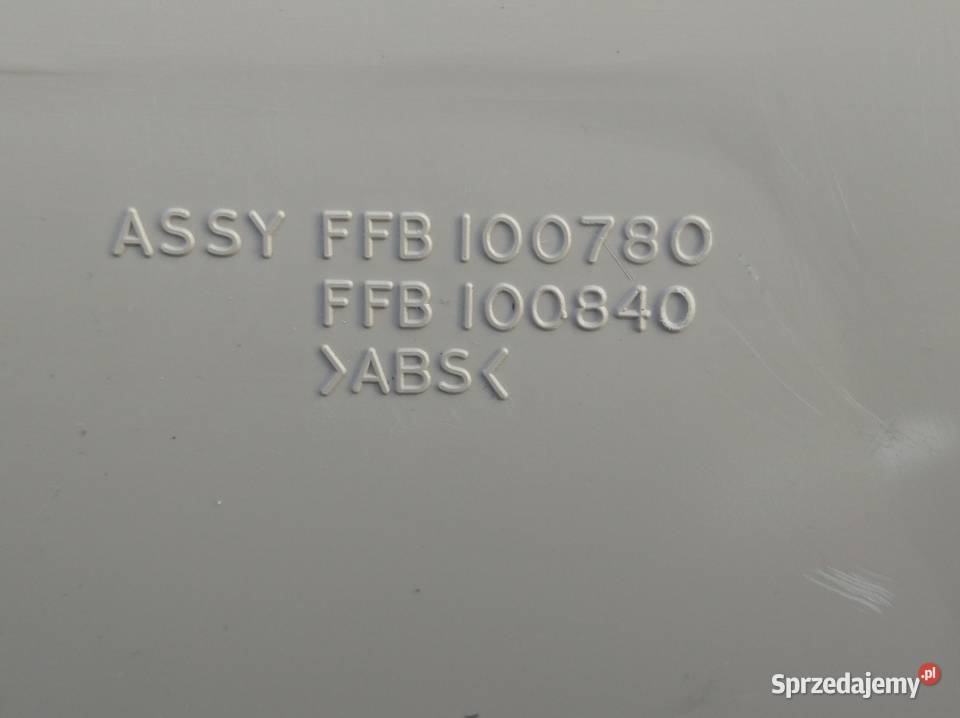 ASSY FFB 100780
FFB 100840
>ABS<
Sprzedajemy.pl